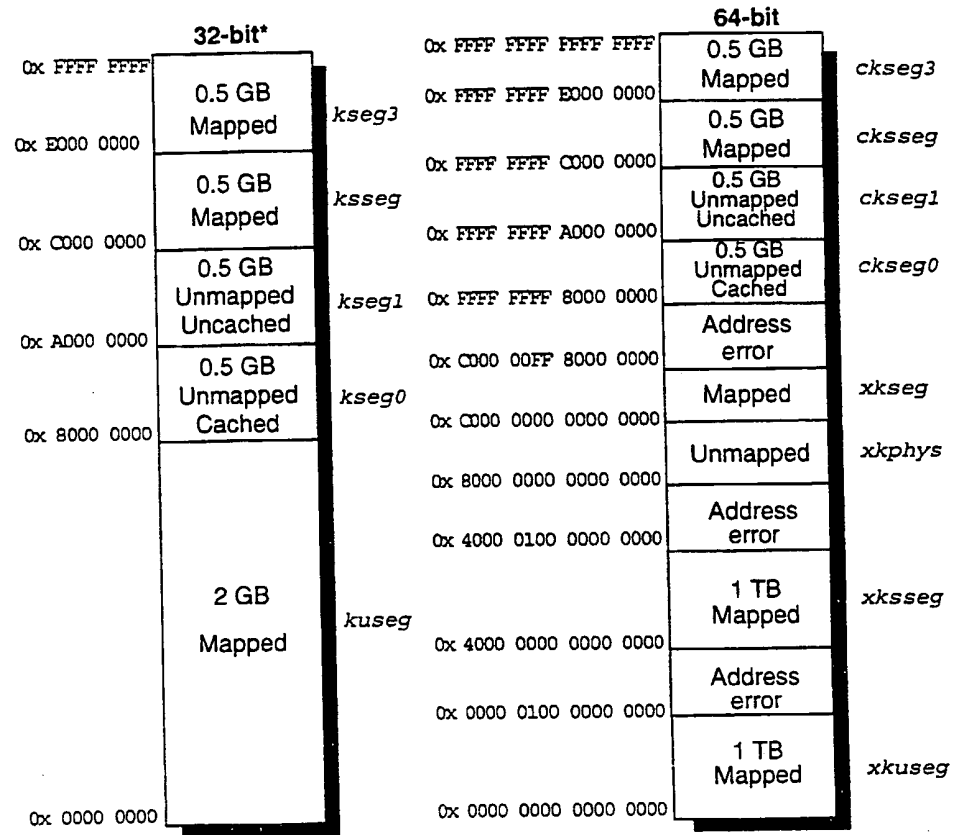 32-bit*
0x FFFF FFFF
0.5 GB
Mapped
kseg3
0x E000 0000
0.5 GB
Mapped
ksseg
0x C000 0000
0.5 GB
Unmapped
Uncached
kseg1
0x A000 0000
0.5 GB
Unmapped
Cached
kseg0
0x 8000 0000
2 GB
Mapped
kuseg
0x 0000 0000
64-bit
0x FFFF FFFF FFFF FFFF
0.5 GB
Mapped
ckseg3
0x FFFF FFFF E000 0000
0.5 GB
Mapped
cksseg
0x FFFF FFFF C000 0000
0.5 GB
Unmapped
Uncached
ckseg1
0x FFFF FFFF A000 0000
0.5 GB
Unmapped
Cached
ckseg0
0x FFFF FFFF 8000 0000
Address
error
0x C000 00FF 8000 0000
Mapped
xkseg
0x C000 0000 0000 0000
Unmapped
xkphys
0x 8000 0000 0000 0000
Address
error
0x 4000 0100 0000 0000
1 TB
Mapped
xksseg
0x 4000 0000 0000 0000
Address
error
0x 0000 0100 0000 0000
1 TB
Mapped
xkuseg
0x 0000 0000 0000 0000